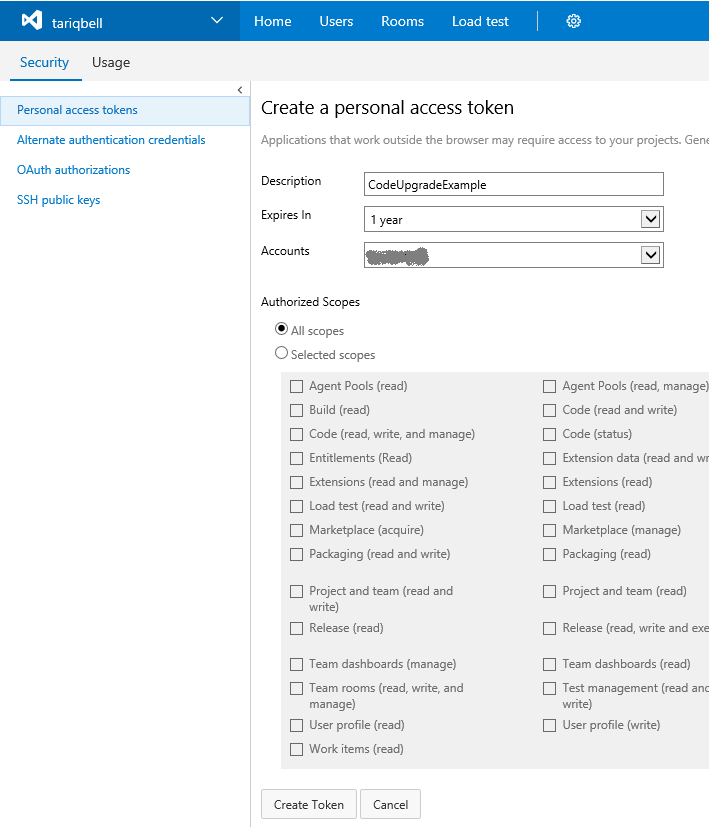 tariqbell Home Users Rooms Load test
Security Usage
Personal access tokens
Alternate authentication credentials
OAuth authorizations
SSH public keys
Create a personal access token
Applications that work outside the browser may require access to your projects. Gene
Description CodeUpgradeExample
Expires In 1 year
Accounts
Authorized Scopes
All scopes
Selected scopes
Agent Pools (read) Agent Pools (read, manage)
Build (read) Code (read and write)
Code (read, write, and manage) Code (status)
Entitlements (Read) Extension data (read and wr
Extensions (read and manage) Extensions (read)
Load test (read and write) Load test (read)
Marketplace (acquire) Marketplace (manage)
Packaging (read and write) Packaging (read)
Project and team (read and Project and team (read)
write)
Release (read) Release (read, write and exe
Team dashboards (manage) Team dashboards (read)
Team rooms (read, write, and Test management (read and
manage) write)
User profile (read) User profile (write)
Work items (read)
Create Token Cancel